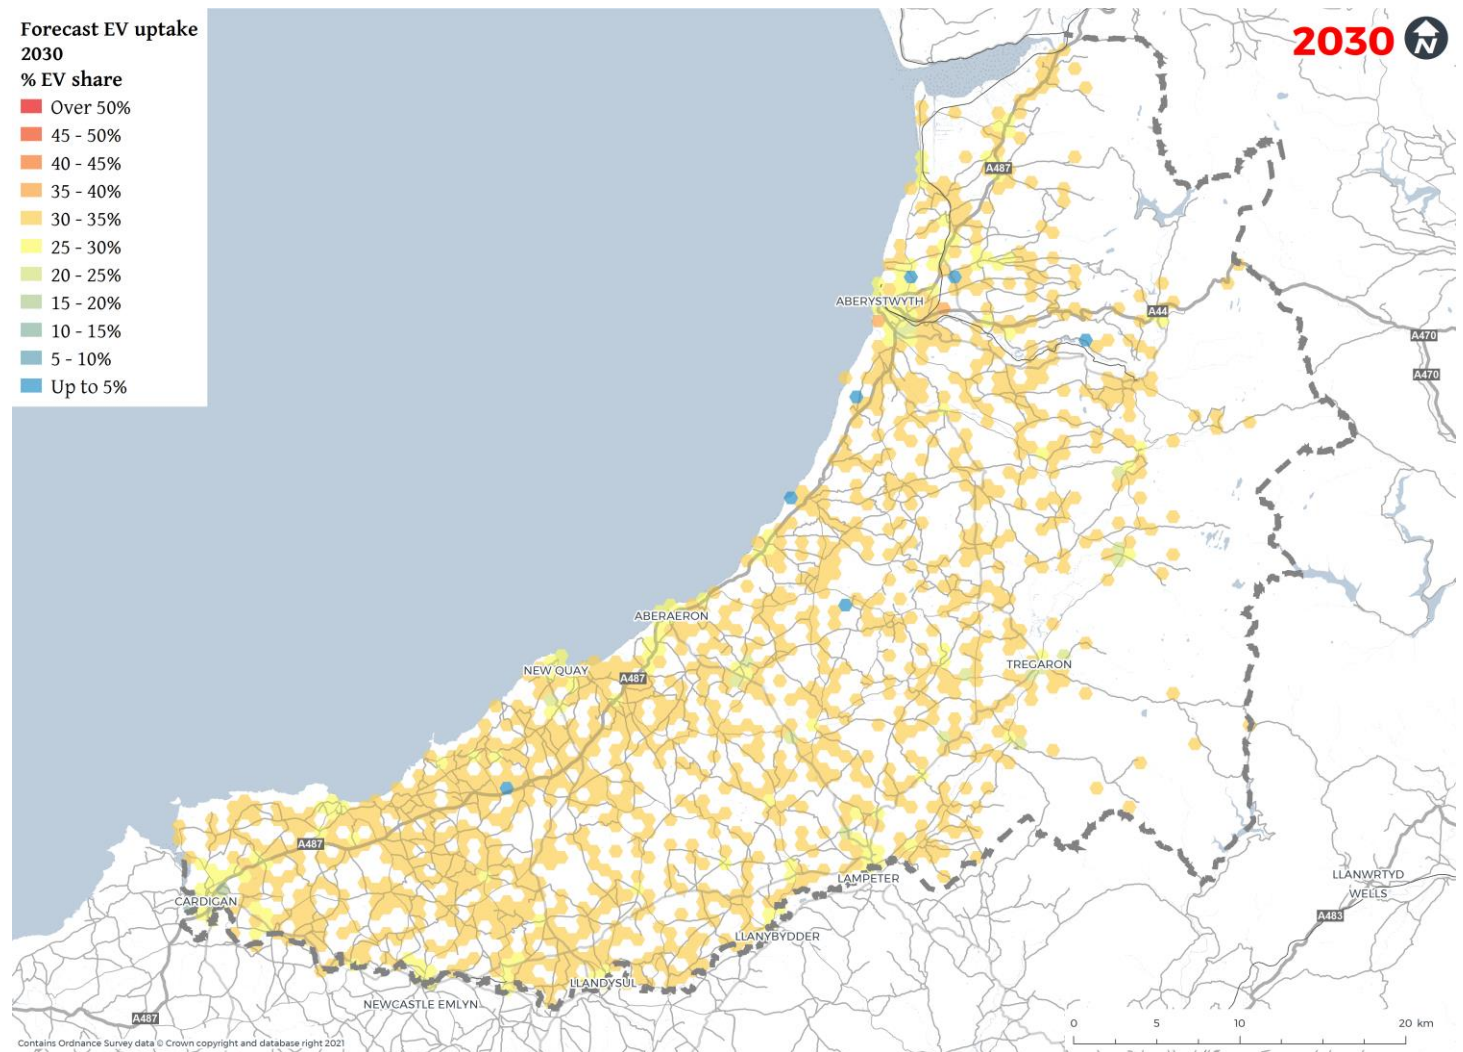 Forecast EV uptake
2030
% EV share
Over 50%
45 - 50%
40 - 45%
35 - 40%
30 - 35%
25 - 30%
20 - 25%
15 - 20%
10 - 15%
5 - 10%
Up to 5%
2030
N
A487
ABERYSTWYTH
A44
A470
A470
ABERAERON
NEW QUAY
A487
TREGARON
A487
CARDIGAN
LAMPETER
LLANWRTYD
WELLS
A483
LLANYBYDDER
LLANDYSUL
NEWCASTLE EMLYN
A487
0 5 10 20 km
Contains Ordnance Survey data © Crown copyright and database right 2021